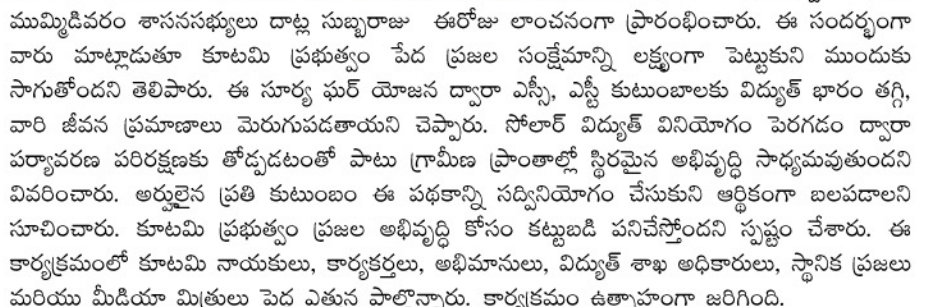 ముమ్మిడివరం శాసనసభ్యులు దాట్ల సుబ్బరాజు ఈరోజు లాంచనంగా ప్రారంభించారు. ఈ సందర్భంగా
వారు మాట్లాడుతూ కూటమి ప్రభుత్వం పేద ప్రజల సంక్షేమాన్ని లక్ష్యంగా పెట్టుకుని ముందుకు
సాగుతోందని తెలిపారు. ఈ సూర్య ఘర్ యోజన ద్వారా ఎస్సీ, ఎస్టీ కుటుంబాలకు విద్యుత్ భారం తగ్గి,
వారి జీవన ప్రమాణాలు మెరుగుపడతాయని చెప్పారు. సోలార్ విద్యుత్ వినియోగం పెరగడం ద్వారా
పర్యావరణ పరిరక్షణకు తోడ్పడటంతో పాటు గ్రామీణ ప్రాంతాల్లో స్థిరమైన అభివృద్ధి సాధ్యమవుతుందని
వివరించారు. అర్హులైన ప్రతి కుటుంబం ఈ పథకాన్ని సద్వినియోగం చేసుకుని ఆర్థికంగా బలపడాలని
సూచించారు. కూటమి ప్రభుత్వం ప్రజల అభివృద్ధి కోసం కట్టుబడి పనిచేస్తోందని స్పష్టం చేశారు. ఈ
కార్యక్రమంలో కూటమి నాయకులు, కార్యకర్తలు, అభిమానులు, విద్యుత్ శాఖ అధికారులు, స్థానిక ప్రజలు
మరియు మీడియా మిత్రులు పెద్ద ఎత్తున పాల్గొన్నారు. కార్యక్రమం ఉత్సాహంగా జరిగింది.